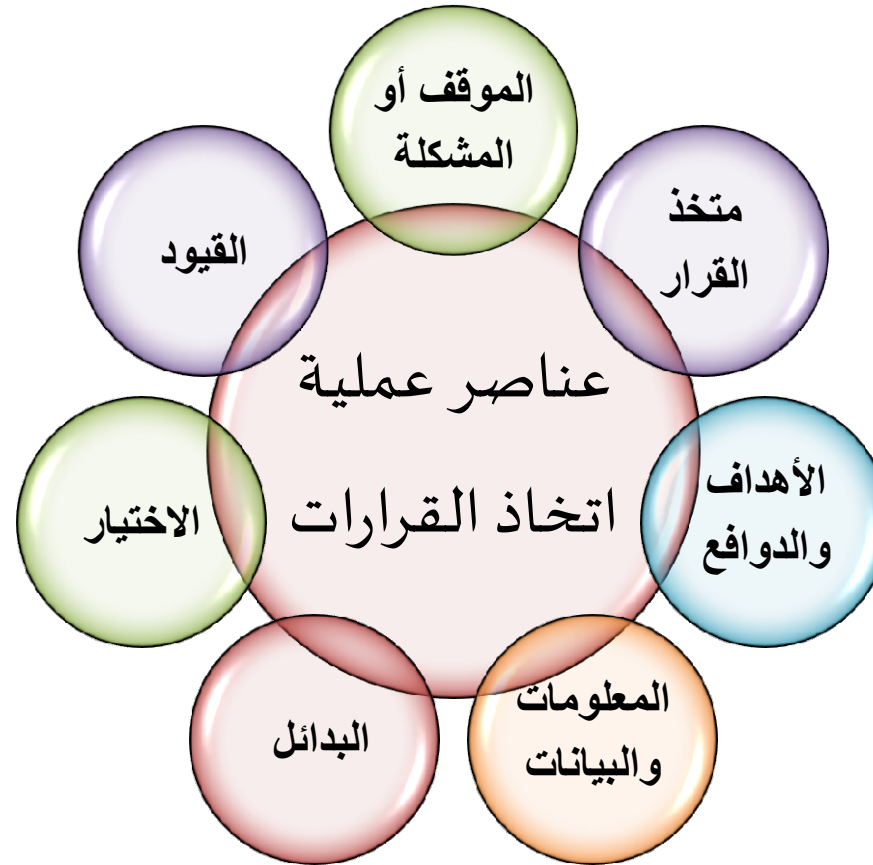 عناصر عملية
اتخاذ القرارات
الموقف أو
المشكلة
متخذ
القرار
الأهداف
والدوافع
المعلومات
والبيانات
البدائل
الاختيار
القيود